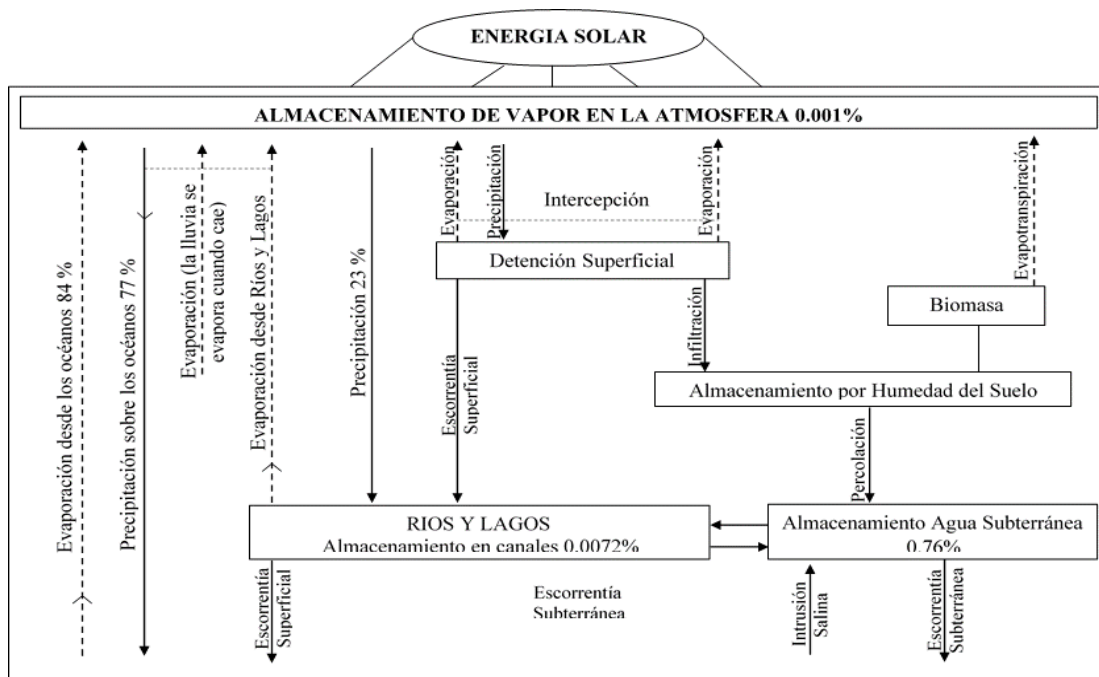 ENERGIA SOLAR
ALMACENAMIENTO DE VAPOR EN LA ATMOSFERA 0.001%
Evaporación desde los océanos 84 %
Precipitación sobre los océanos 77 %
Evaporación (la lluvia se
evapora cuando cae)
Evaporación desde Ríos y Lagos
Precipitación 23 %
Evaporación
Precipitación
Intercepción
Evaporación
Evapotranspiración
Detención Superficial
Biomasa
Escorrentía
Superficial
Infiltración
Almacenamiento por Humedad del Suelo
Percolación
RIOS Y LAGOS
Almacenamiento en canales 0.0072%
Almacenamiento Agua Subterránea
0.76%
Escorrentía
Superficial
Escorrentía
Subterránea
Intrusión
Salina
Escorrentía
Subterránea